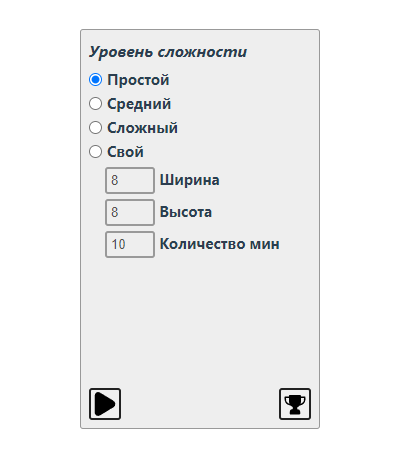 Уровень сложности
Простой
Средний
Сложный
Свой
8 Ширина
8 Высота
10 Количество мин